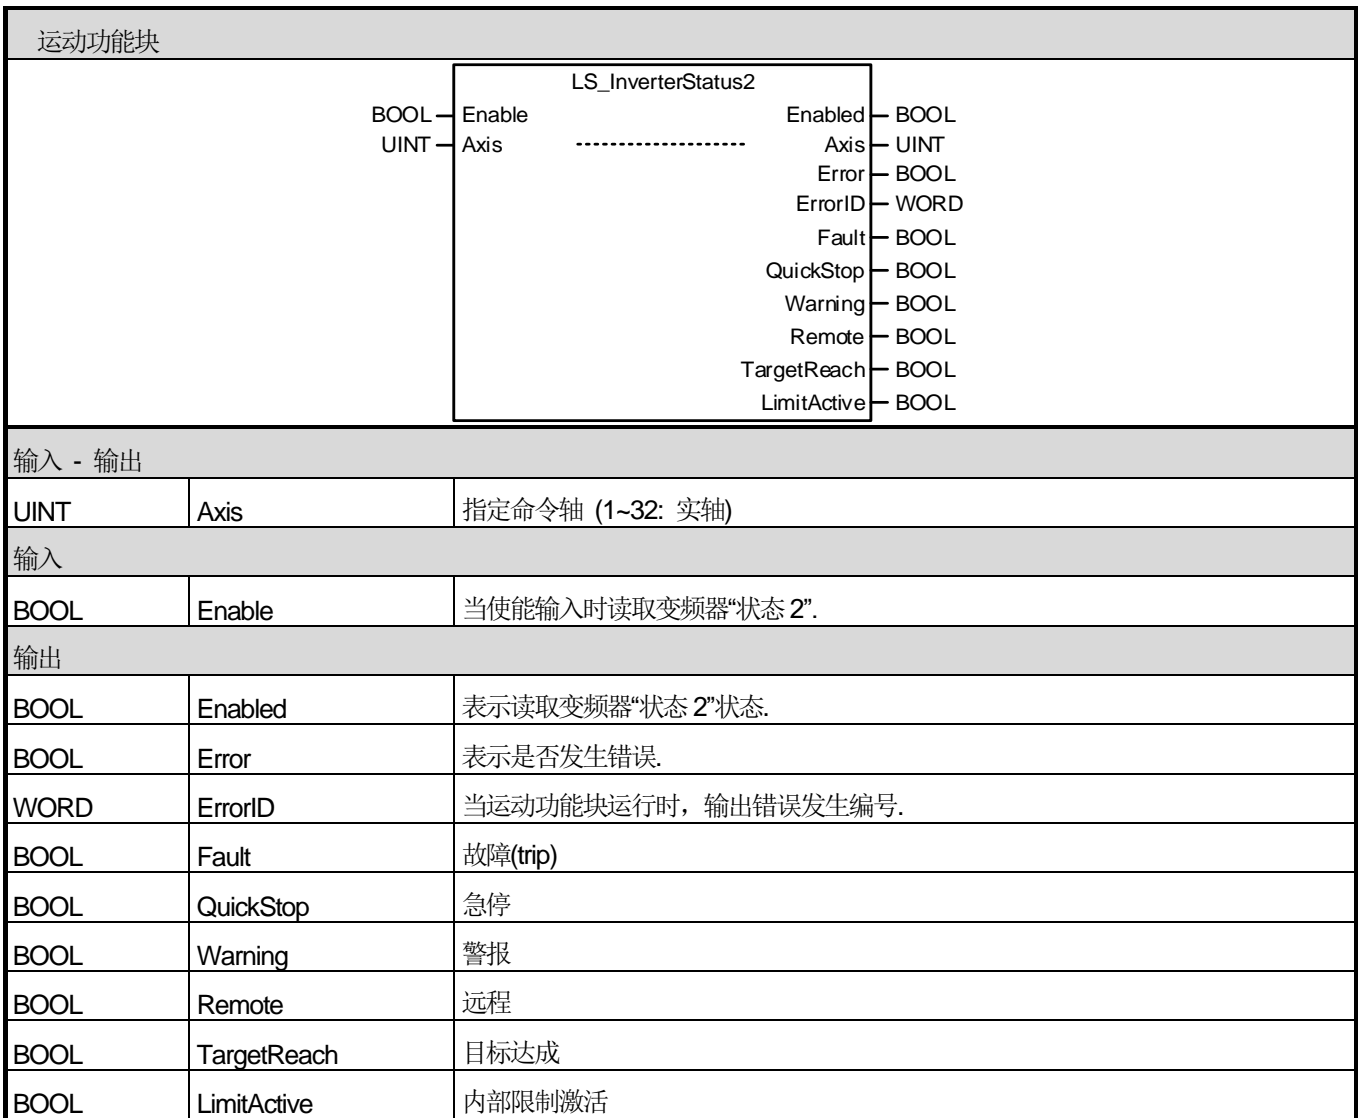 运动功能块
LS_InverterStatus2
BOOL Enable Enabled BOOL
UINT Axis Axis UINT
Error BOOL
ErrorID WORD
Fault BOOL
QuickStop BOOL
Warning BOOL
Remote BOOL
TargetReach BOOL
LimitActive BOOL
输入 - 输出
UINT Axis 指定命令轴 (1~32: 实轴)
输入
BOOL Enable 当使能输入时读取变频器“状态 2”.
输出
BOOL Enabled 表示读取变频器“状态 2”状态.
BOOL Error 表示是否发生错误.
WORD ErrorID 当运动功能块运行时，输出错误发生编号.
BOOL Fault 故障(trip)
BOOL QuickStop 急停
BOOL Warning 警报
BOOL Remote 远程
BOOL TargetReach 目标达成
BOOL LimitActive 内部限制激活